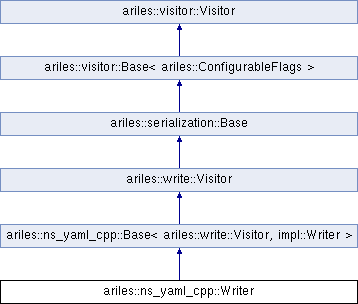 ariles::visitor::Visitor
ariles::visitor::Base< ariles::ConfigurableFlags >
ariles::serialization::Base
ariles::write::Visitor
ariles::ns_yaml_cpp::Base< ariles::write::Visitor, impl::Writer >
ariles::ns_yaml_cpp::Writer